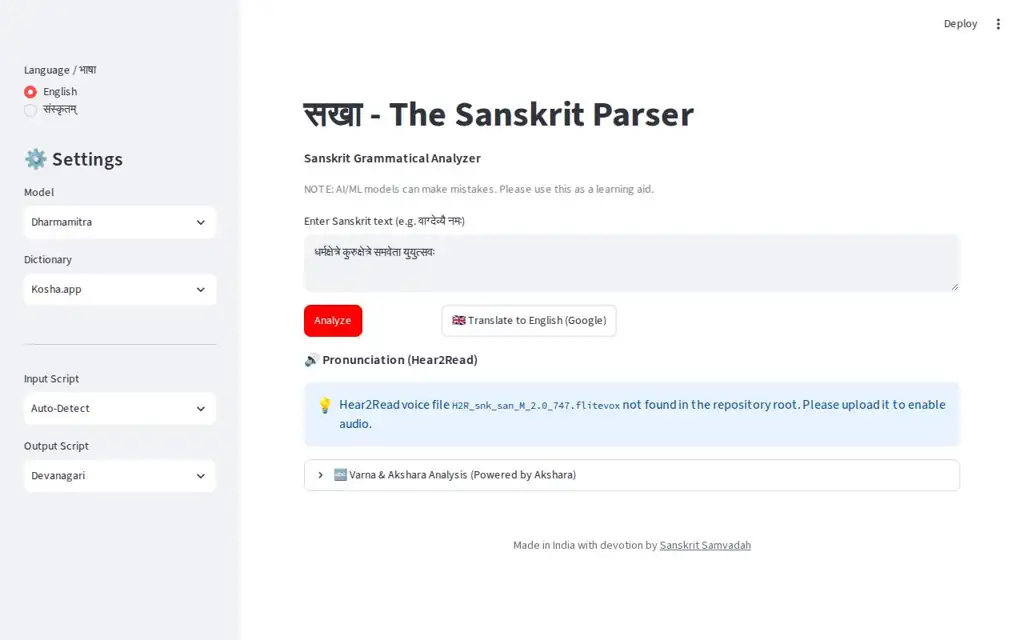 Deploy
Language / भाषा
English
संस्कृतम्
Settings
Model
Dharmamitra
Dictionary
Kosha.app
Input Script
Auto-Detect
Output Script
Devanagari
सखा - The Sanskrit Parser
Sanskrit Grammatical Analyzer
NOTE: AI/ML models can make mistakes. Please use this as a learning aid.
Enter Sanskrit text (e.g. वाग्देव्यै नमः)
धर्मक्षेत्रे कुरुक्षेत्रे समवेता युयुत्सवः
Analyze
Translate to English (Google)
Pronunciation (Hear2Read)
Hear2Read voice file H2R_snk_san_M_2.0_747.flitevox not found in the repository root. Please upload it to enable
audio.
Varna & Akshara Analysis (Powered by Akshara)
Made in India with devotion by Sanskrit Samvadah